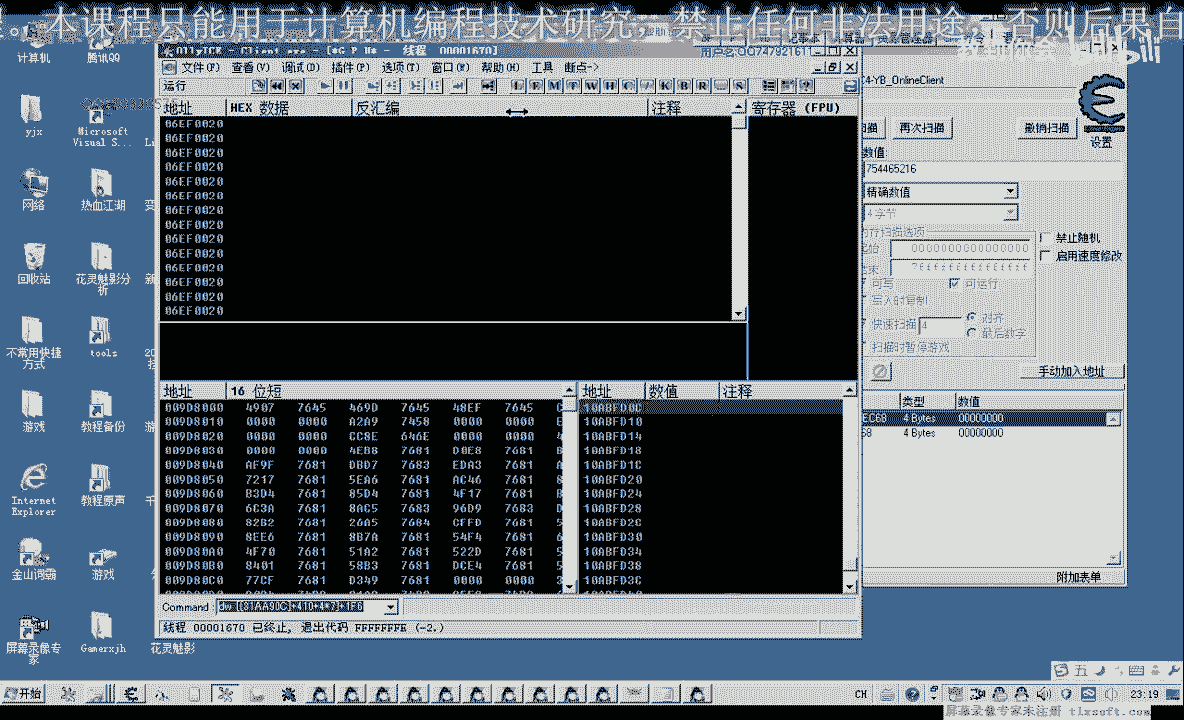 。本课程只能用于计算机编程技术研究，禁止任何非法用途。否则后果自
计算机
腾讯QQ
OllyICE - Client.exe - [*G.P.U* - 线程 00001670]
文件(F) 查看(V) 调试(D) 插件(P) 选项(T) 窗口(W) 帮助(H) 工具 断点->
运行
L E M T W H C / K B R ... S
地址 HEX 数据 反汇编 注释 寄存器 (FPU)
06EF0020
06EF0020
06EF0020
06EF0020
06EF0020
06EF0020
06EF0020
06EF0020
06EF0020
06EF0020
06EF0020
06EF0020
06EF0020
06EF0020
地址 16 位短
009D8000 4907 7645 469D 7645 48EF 7645
009D8010 0000 0000 A2A9 7458 0000 0000
009D8020 0000 0000 CC8E 646E 0000 0000
009D8030 0000 0000 4EB8 7681 D0E8 7681
009D8040 AF9F 7681 DBD7 7683 EDA3 7681
009D8050 7217 7681 5EA6 7681 AC46 7681
009D8060 B3D4 7681 85D4 7681 4F17 7681
009D8070 6C3A 7681 8AC5 7683 96D9 7683
009D8080 82B2 7681 26A5 7684 CFFD 7681
009D8090 8EE6 7681 8B7A 7681 54F4 7681
009D80A0 4F70 7681 51A2 7681 522D 7681
009D80B0 8401 7681 58B3 7681 DCE4 7681
009D80C0 77CF 7681 D349 7681 0000 0000
地址 数值 注释
10ABFD0C
10ABFD10
10ABFD14
10ABFD18
10ABFD1C
10ABFD20
10ABFD24
10ABFD28
10ABFD2C
10ABFD30
10ABFD34
10ABFD38
10ABFD3C
10ABFD40
Command
dw [[81AA90C]+410+4*7]+1F6
线程 00001670 已终止, 退出代码 FFFFFFFE (-2.)
C4-YB_OnlineClient
再次扫描
撤销扫描
设置
数值:
754465216
精确数值
4 字节
内存扫描选项
0000000000000000
7fffffffffffffff
可写
可运行
写入时复制
快速扫描 4
对齐
最后数字
扫描时暂停游戏
禁止随机
启用速度修改
手动加入地址
类型 数值
EC68 4 Bytes 00000000
68 4 Bytes 00000000
附加表单
yjx
Microsoft Visual S...
网络
热血江湖
回收站
花灵魅影分析
不常用快捷方式
tools
游戏
教程备份
Internet Explorer
教程原声
金山词霸
游戏
屏幕录像专家
Gamerxjh
花灵魅影
五
开始
CH
23:19
屏幕录像专家未注册 tlxsoft.com